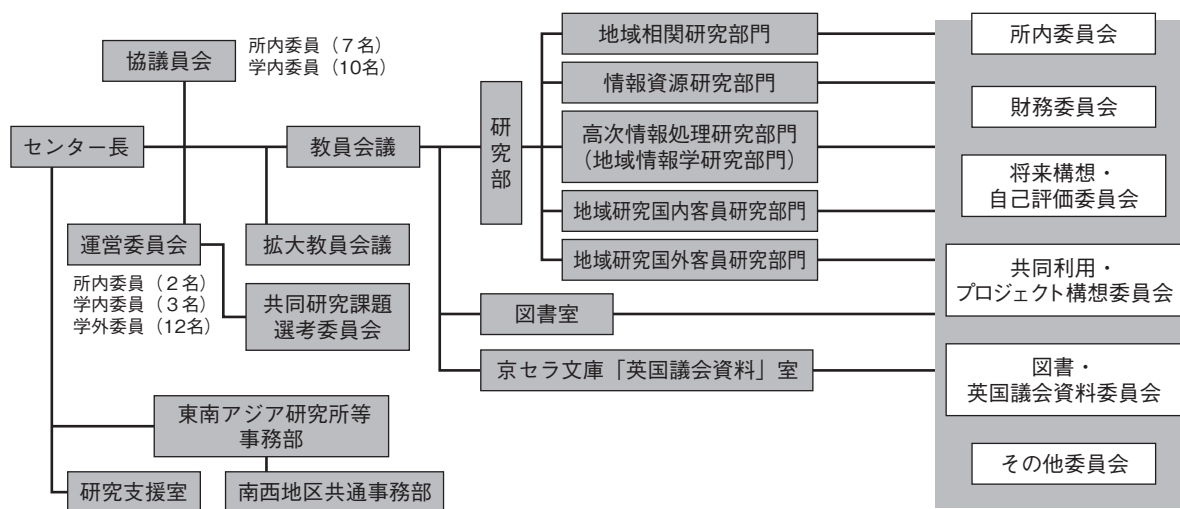 協議員会
所内委員（７名）
学内委員（10名）
センター長
教員会議
運営委員会
所内委員（２名）
学内委員（３名）
学外委員（12名）
拡大教員会議
共同研究課題
選考委員会
東南アジア研究所等
事務部
研究支援室
南西地区共通事務部
研究部
地域相関研究部門
情報資源研究部門
高次情報処理研究部門
（地域情報学研究部門）
地域研究国内客員研究部門
地域研究国外客員研究部門
図書室
京セラ文庫「英国議会資料」室
所内委員会
財務委員会
将来構想・
自己評価委員会
共同利用・
プロジェクト構想委員会
図書・
英国議会資料委員会
その他委員会